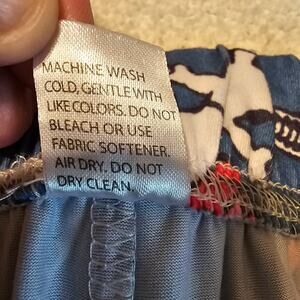 MACHINE WASH
COLD, GENTLE WITH
LIKE COLORS. DO NOT
BLEACH OR USE
FABRIC SOFTENER.
AIR DRY. DO NOT
DRY CLEAN.